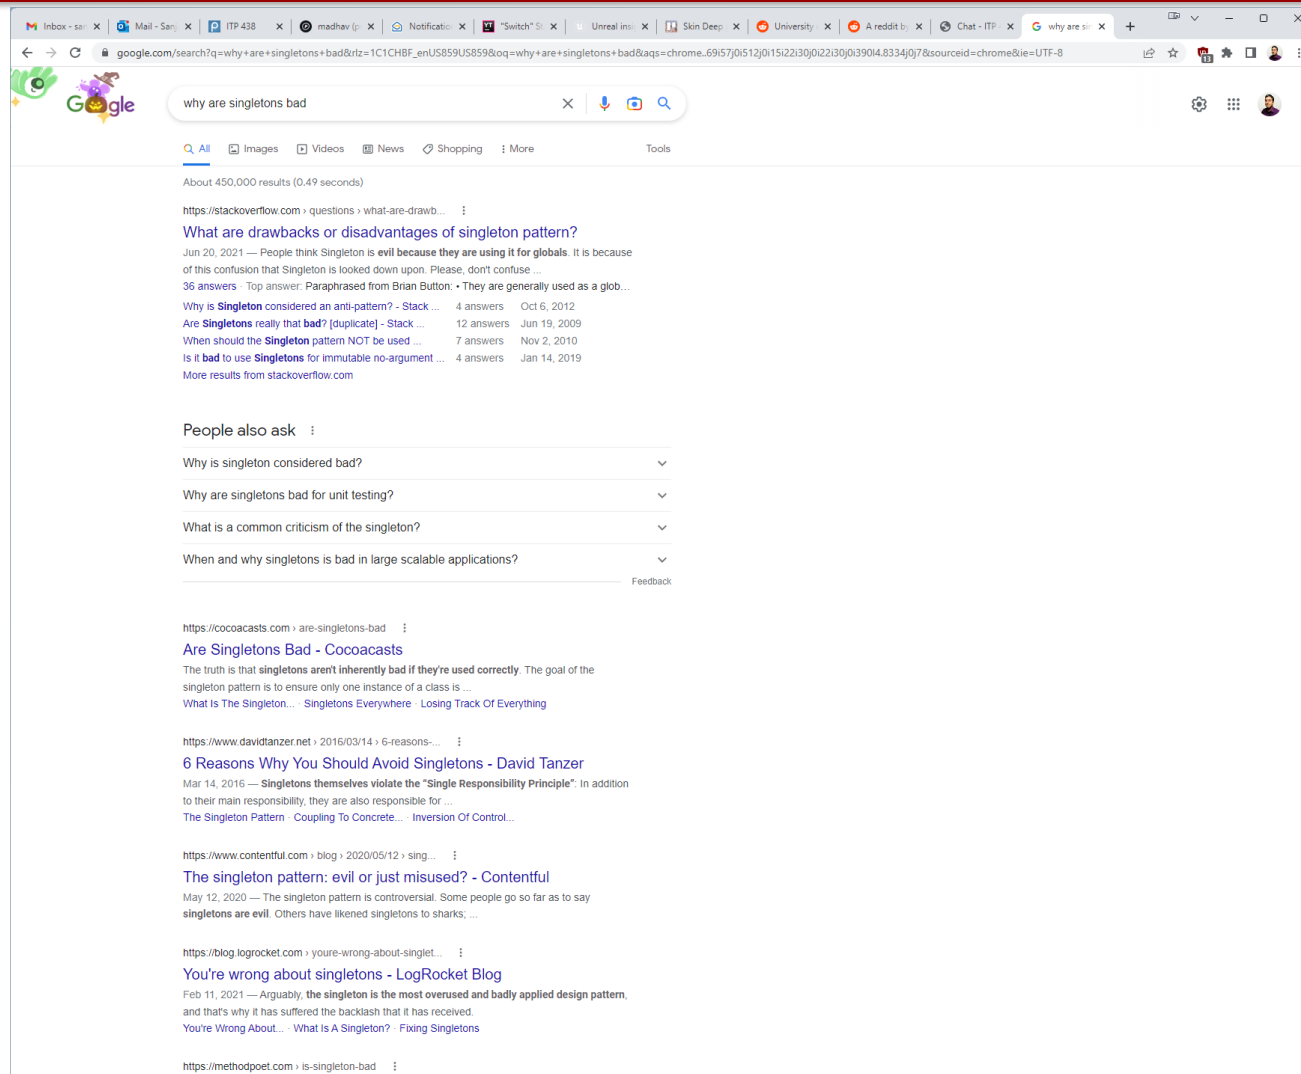 Inbox - sar
Mail - Sanj
ITP 438
madhav (p
Notificatio
"Switch" St
Unreal insi
Skin Deep
University
A reddit b
Chat - ITP
why are sin
google.com/search?q=why+are+singletons+bad&rlz=1C1CHBF_enUS859US859&oq=why+are+singletons+bad&aqs=chrome..69i57j0i512j0i15i22i30j0i22i30j0i390l4.8334j0j7&sourceid=chrome&ie=UTF-8
13
Google
why are singletons bad
All Images Videos News Shopping More Tools
About 450,000 results (0.49 seconds)
https://stackoverflow.com › questions › what-are-drawb...
What are drawbacks or disadvantages of singleton pattern?
Jun 20, 2021 — People think Singleton is evil because they are using it for globals. It is because
of this confusion that Singleton is looked down upon. Please, don't confuse ...
36 answers · Top answer: Paraphrased from Brian Button: • They are generally used as a glob...
Why is Singleton considered an anti-pattern? - Stack ... 4 answers Oct 6, 2012
Are Singletons really that bad? [duplicate] - Stack ... 12 answers Jun 19, 2009
When should the Singleton pattern NOT be used ... 7 answers Nov 2, 2010
Is it bad to use Singletons for immutable no-argument ... 4 answers Jan 14, 2019
More results from stackoverflow.com
People also ask
Why is singleton considered bad?
Why are singletons bad for unit testing?
What is a common criticism of the singleton?
When and why singletons is bad in large scalable applications?
Feedback
https://cocoacasts.com › are-singletons-bad
Are Singletons Bad - Cocoacasts
The truth is that singletons aren't inherently bad if they're used correctly. The goal of the
singleton pattern is to ensure only one instance of a class is ...
What Is The Singleton... · Singletons Everywhere · Losing Track Of Everything
https://www.davidtanzer.net › 2016/03/14 › 6-reasons-...
6 Reasons Why You Should Avoid Singletons - David Tanzer
Mar 14, 2016 — Singletons themselves violate the “Single Responsibility Principle”: In addition
to their main responsibility, they are also responsible for ...
The Singleton Pattern · Coupling To Concrete... · Inversion Of Control...
https://www.contentful.com › blog › 2020/05/12 › sing...
The singleton pattern: evil or just misused? - Contentful
May 12, 2020 — The singleton pattern is controversial. Some people go so far as to say
singletons are evil. Others have likened singletons to sharks; ...
https://blog.logrocket.com › youre-wrong-about-singlet...
You're wrong about singletons - LogRocket Blog
Feb 11, 2021 — Arguably, the singleton is the most overused and badly applied design pattern,
and that's why it has suffered the backlash that it has received.
You're Wrong About... · What Is A Singleton? · Fixing Singletons
https://methodpoet.com › is-singleton-bad